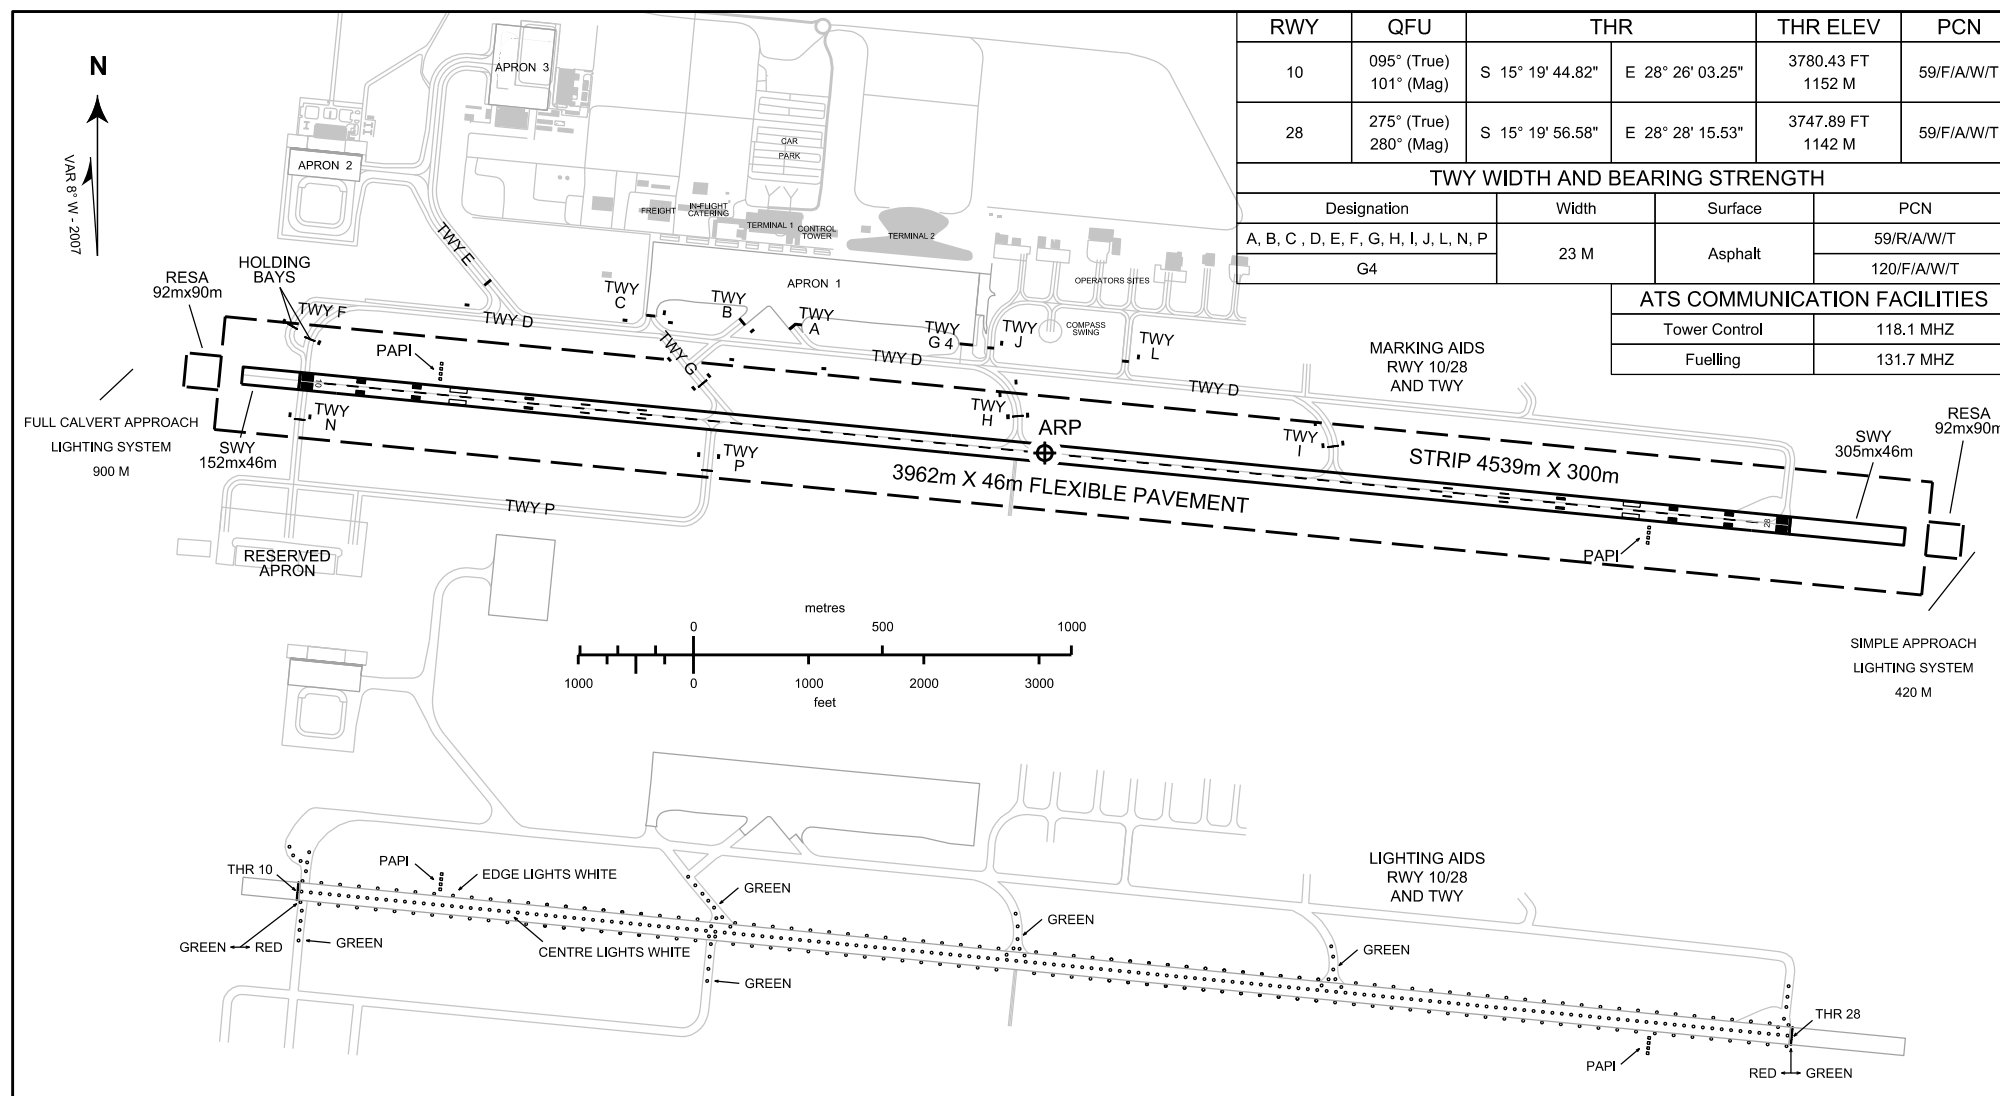 RWY QFU THR THR ELEV PCN
10 095° (True) 101° (Mag) S 15° 19' 44.82" E 28° 26' 03.25" 3780.43 FT 1152 M 59/F/A/W/T
28 275° (True) 280° (Mag) S 15° 19' 56.58" E 28° 28' 15.53" 3747.89 FT 1142 M 59/F/A/W/T
TWY WIDTH AND BEARING STRENGTH
Designation Width Surface PCN
A, B, C , D, E, F, G, H, I, J, L, N, P 23 M Asphalt 59/R/A/W/T
G4 120/F/A/W/T
ATS COMMUNICATION FACILITIES
Tower Control 118.1 MHZ
Fuelling 131.7 MHZ
N
VAR 8° W - 2007
APRON 3
APRON 2
CAR
PARK
FREIGHT
IN-FLIGHT
CATERING
TERMINAL 1
CONTROL
TOWER
TERMINAL 2
TWY E
HOLDING
BAYS
RESA
92mx90m
TWY F
TWY D
TWY
C
TWY
B
APRON 1
TWY
A
TWY
G 4
TWY
J
OPERATORS SITES
COMPASS
SWING
TWY
L
PAPI
TWY G
TWY D
TWY D
MARKING AIDS
RWY 10/28
AND TWY
10
FULL CALVERT APPROACH
LIGHTING SYSTEM
900 M
SWY
152mx46m
TWY
N
TWY
P
TWY
H
ARP
TWY
I
STRIP 4539m X 300m
3962m X 46m FLEXIBLE PAVEMENT
SWY
305mx46m
RESA
92mx90m
28
PAPI
TWY P
RESERVED
APRON
SIMPLE APPROACH
LIGHTING SYSTEM
420 M
metres
0 500 1000
1000 0 1000 2000 3000
feet
LIGHTING AIDS
RWY 10/28
AND TWY
THR 10
PAPI
EDGE LIGHTS WHITE
GREEN
GREEN
GREEN
GREEN RED
GREEN
CENTRE LIGHTS WHITE
GREEN
THR 28
PAPI
RED GREEN